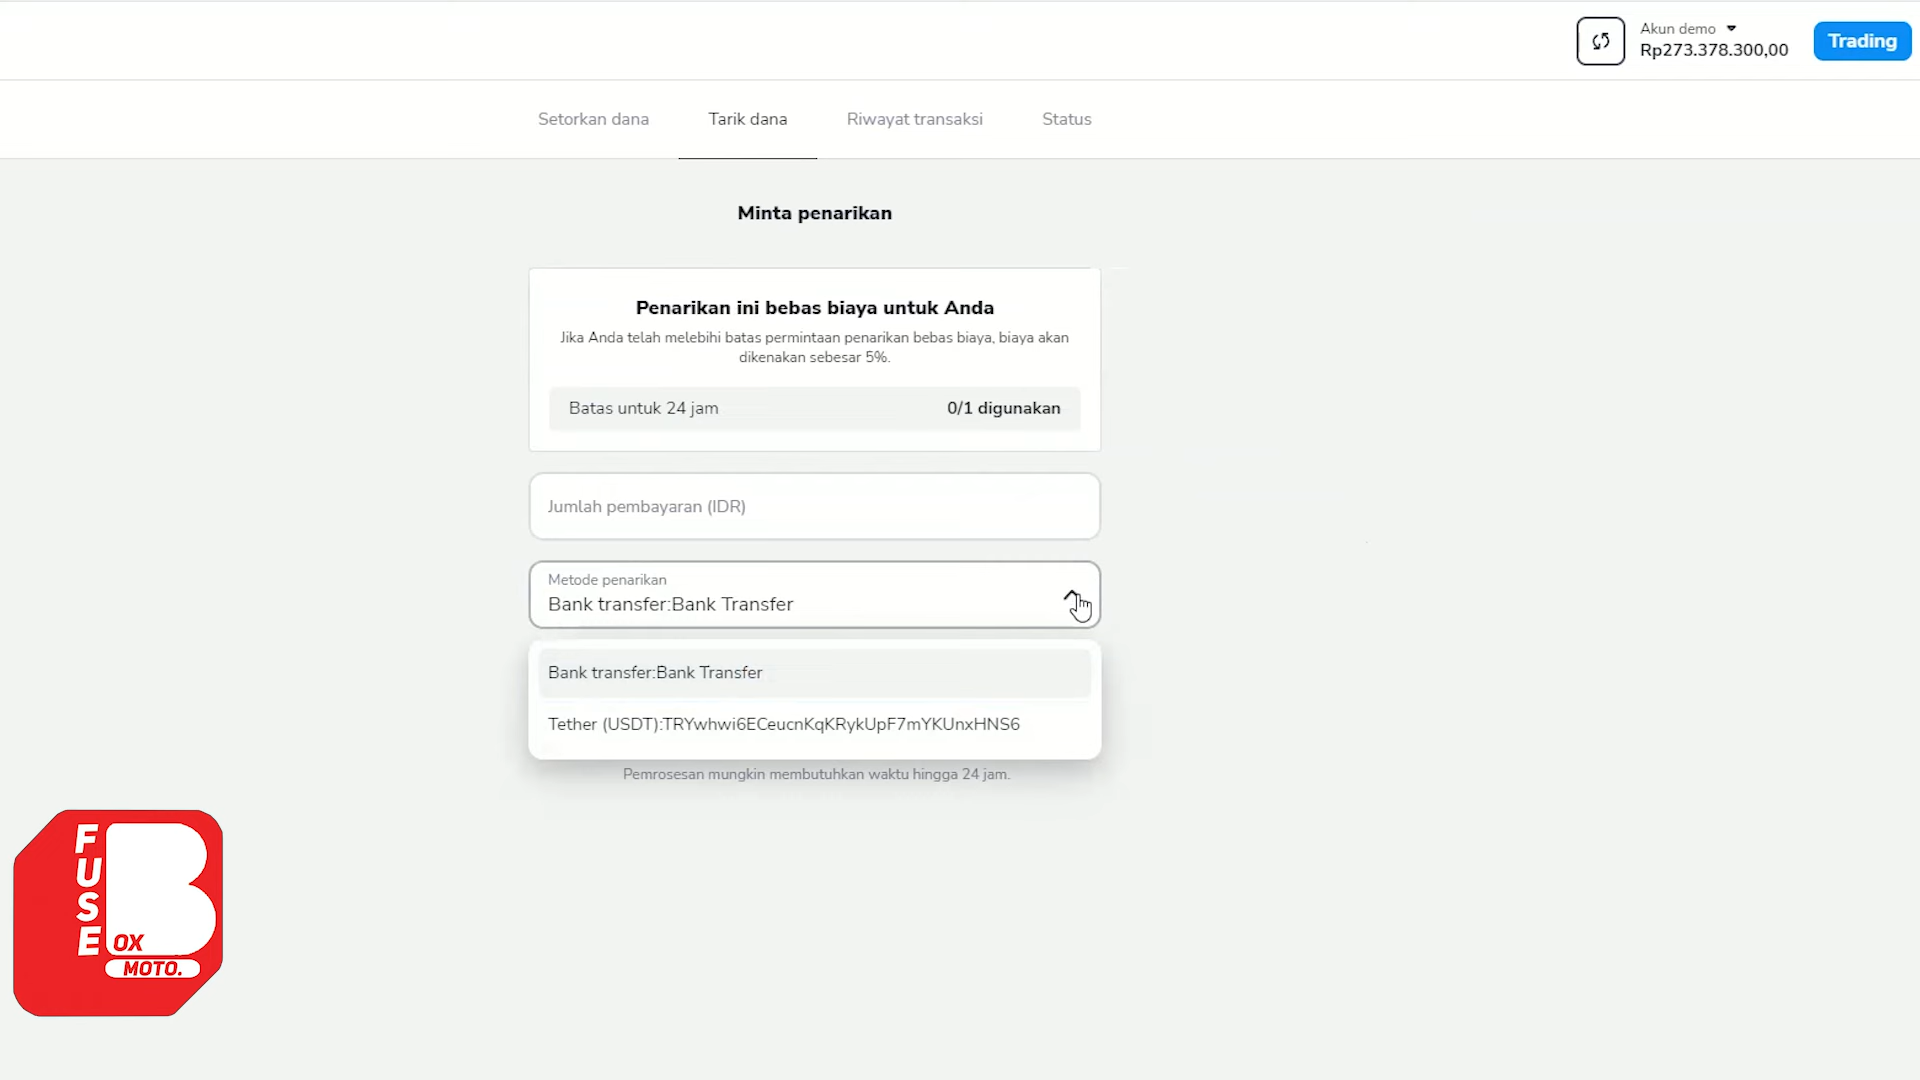 Akun demo
Rp273.378.300,00
Trading
Setorkan dana
Tarik dana
Riwayat transaksi
Status
Minta penarikan
Penarikan ini bebas biaya untuk Anda
Jika Anda telah melebihi batas permintaan penarikan bebas biaya, biaya akan
dikenakan sebesar 5%.
Batas untuk 24 jam
0/1 digunakan
Jumlah pembayaran (IDR)
Metode penarikan
Bank transfer:Bank Transfer
Bank transfer:Bank Transfer
Tether (USDT):TRYwhwi6ECeucnKqKRykUpF7mYKUnxHNS6
Pemrosesan mungkin membutuhkan waktu hingga 24 jam.
FUSE
B
OX
MOTO.